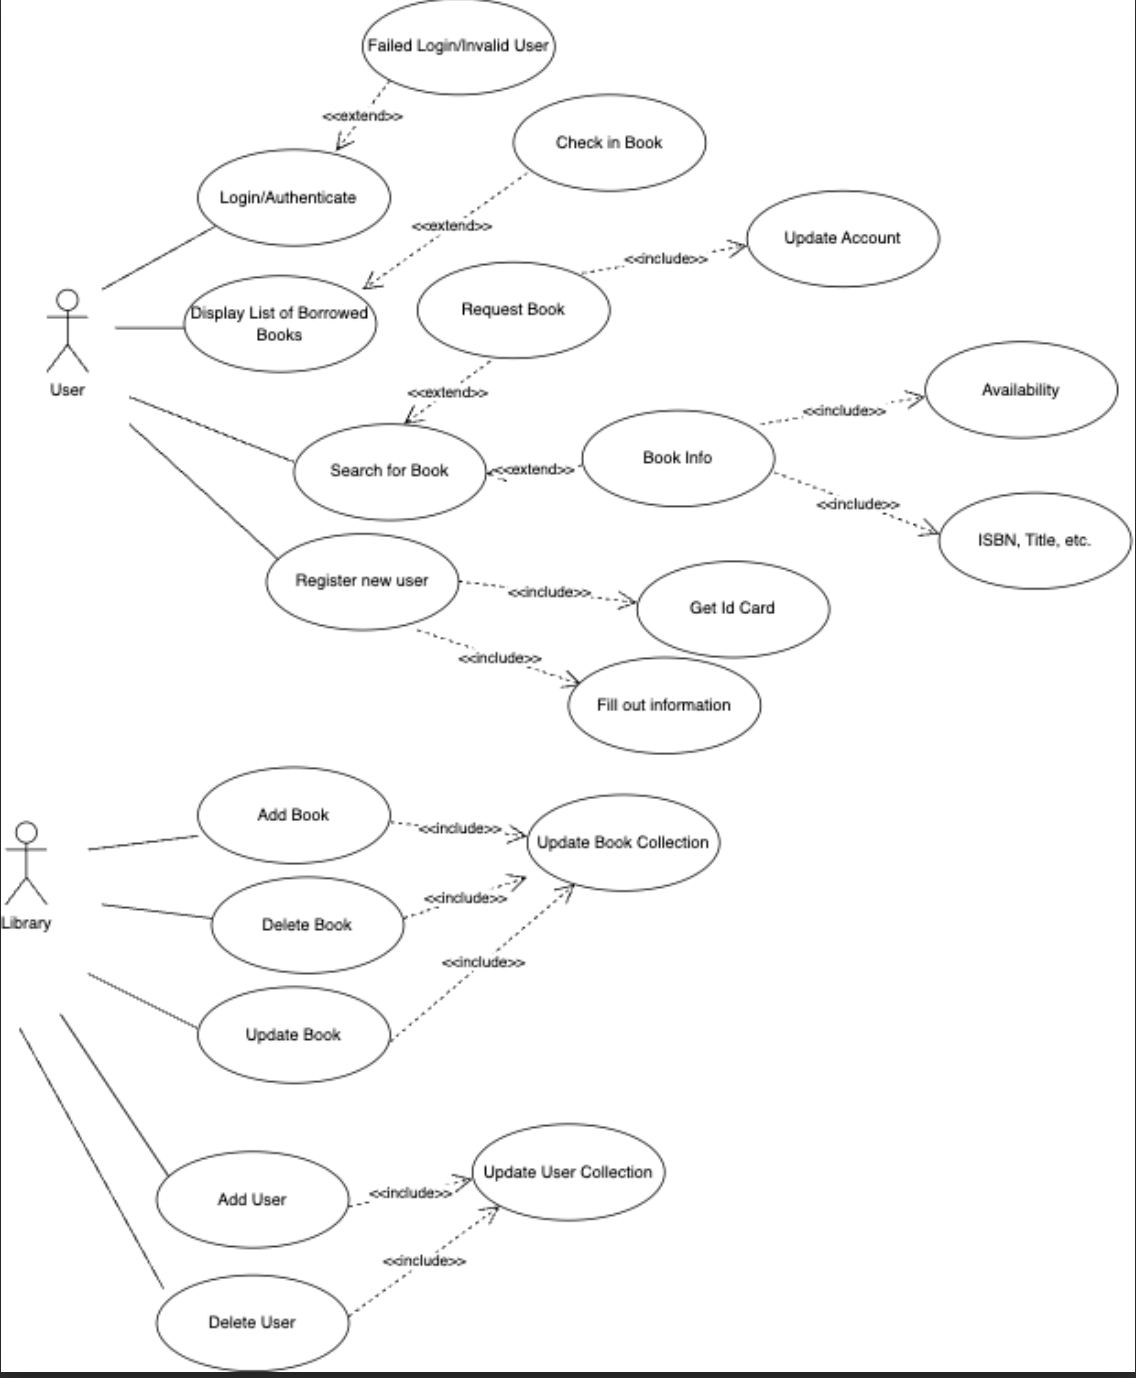 Failed Login/Invalid User
<<extend>>
Check in Book
Login/Authenticate
<<extend>>
Update Account
<<include>>
Display List of Borrowed
Books
Request Book
User
<<extend>>
Availability
<<include>>
Search for Book
<<extend>>
Book Info
<<include>>
ISBN, Title, etc.
Register new user
<<include>>
Get Id Card
<<include>>
Fill out information
Add Book
<<include>>
Update Book Collection
Library
Delete Book
<<include>>
<<include>>
Update Book
Update User Collection
Add User
<<include>>
<<include>>
Delete User